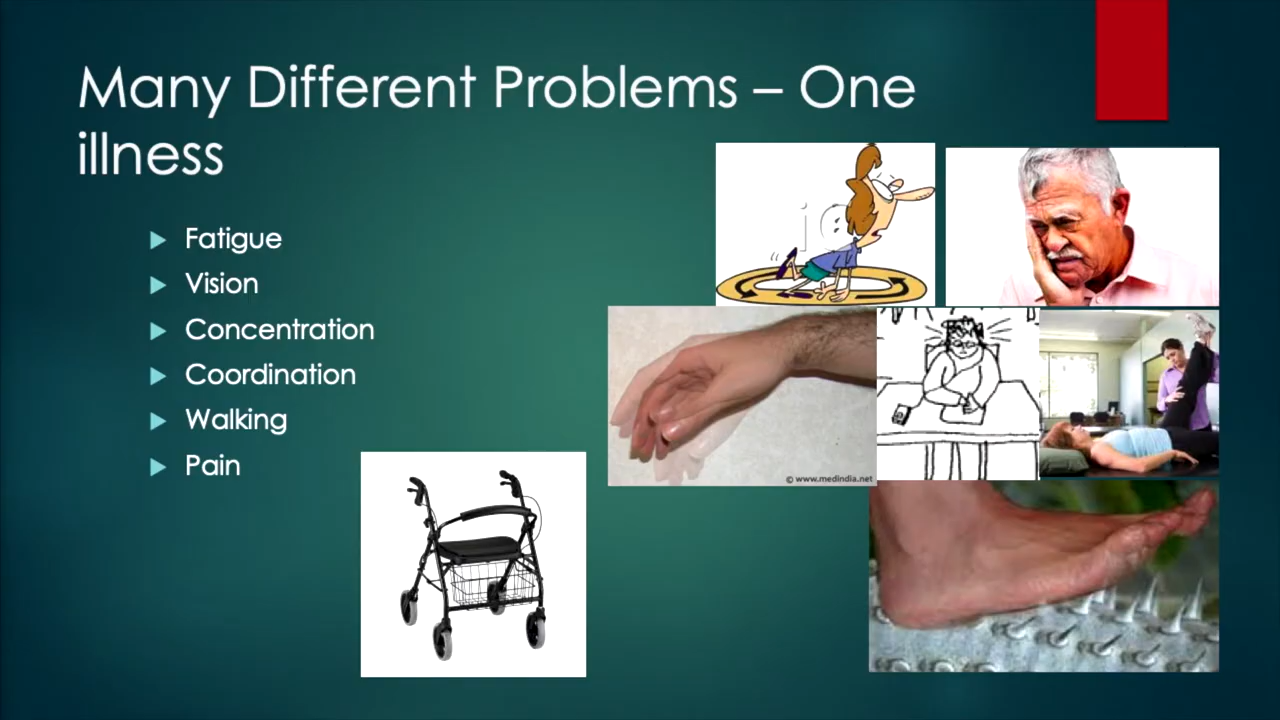 Many Different Problems – One
illness
Fatigue
Vision
Concentration
Coordination
Walking
Pain
© www.medindia.net